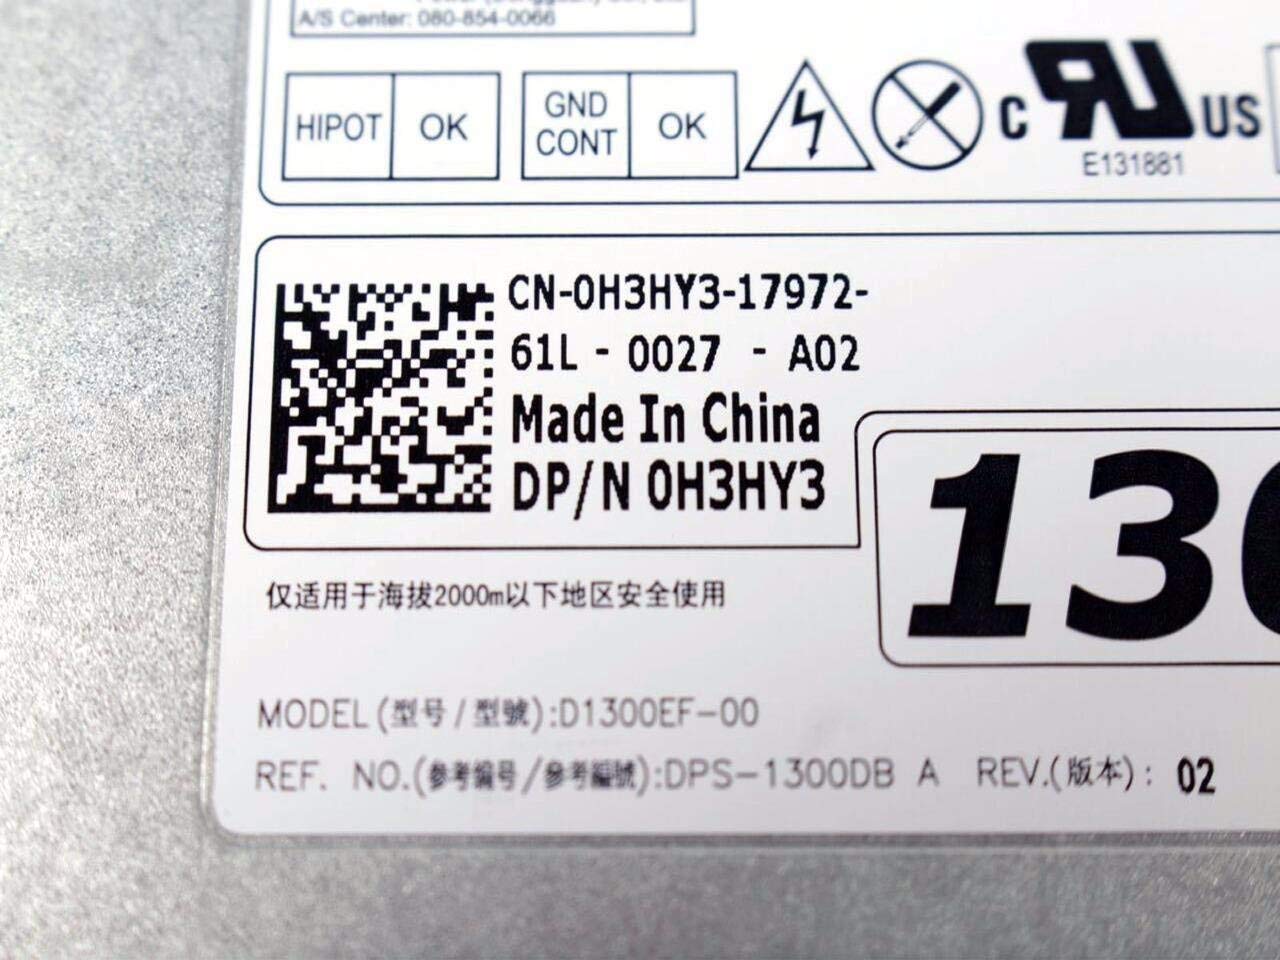 A/S Center: 080-854-0066
HIPOT OK GND CONT OK c RU US
E131881
CN-0H3HY3-17972-
61L - 0027 - A02
Made In China
DP/N 0H3HY3
130
仅适用于海拔2000m以下地区安全使用
MODEL(型号/型號):D1300EF-00
REF. NO.(参考编号/參考編號):DPS-1300DB A REV.(版本): 02